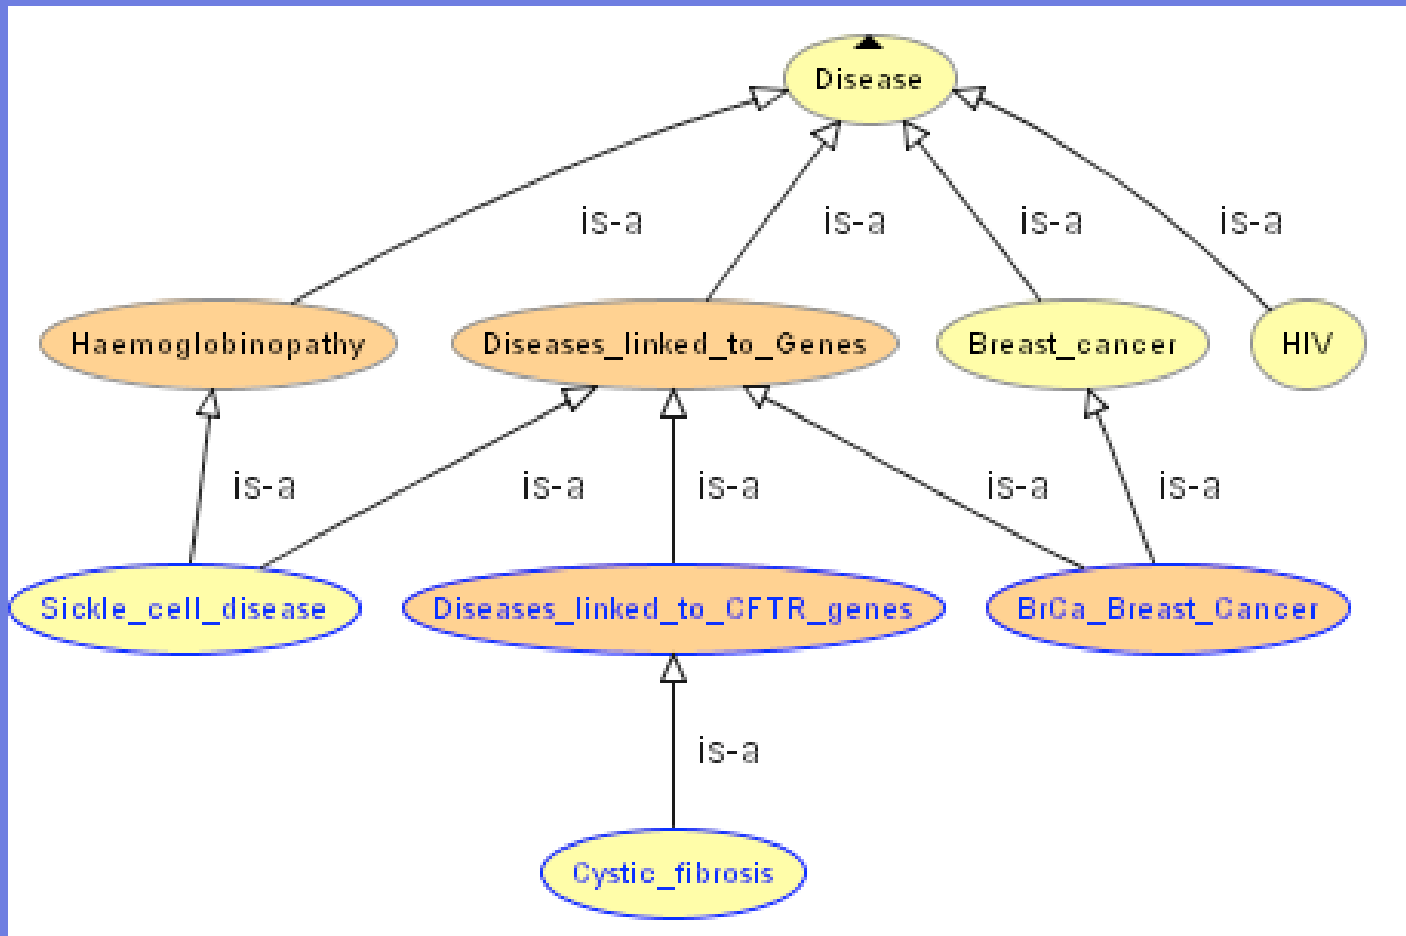 Disease
is-a is-a is-a is-a
Haemoglobinopathy Diseases_linked_to_Genes Breast_cancer HIV
is-a is-a is-a is-a is-a
Sickle_cell_disease Diseases_linked_to_CFTR_genes BrCa_Breast_Cancer
is-a
Cystic_fibrosis